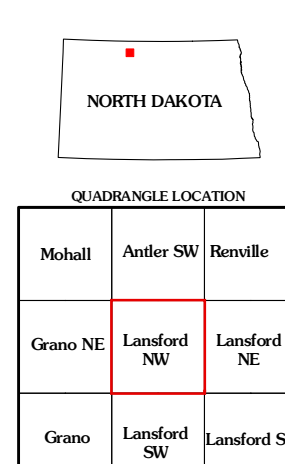 NORTH DAKOTA
QUADRANGLE LOCATION
Mohall
Antler SW
Renville
Grano NE
Lansford
NW
Lansford
NE
Grano
Lansford
SW
Lansford S